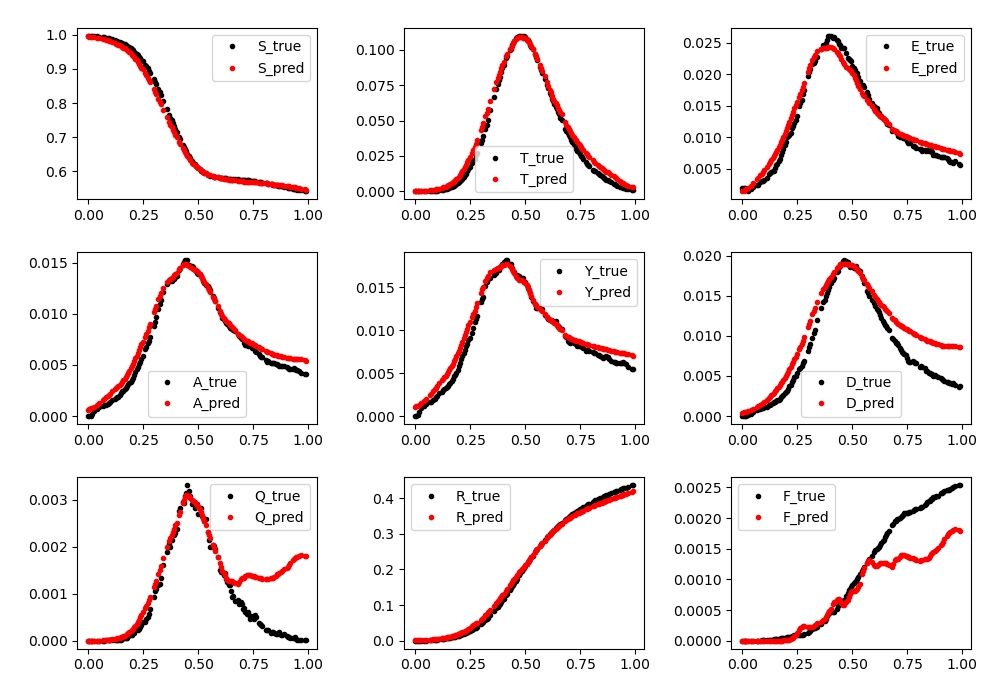 1.0
0.9
0.8
0.7
0.6
S_true
S_pred
0.00 0.25 0.50 0.75 1.00
0.100
0.075
0.050
0.025
0.000
T_true
T_pred
0.00 0.25 0.50 0.75 1.00
0.025
0.020
0.015
0.010
0.005
E_true
E_pred
0.00 0.25 0.50 0.75 1.00
0.015
0.010
0.005
0.000
A_true
A_pred
0.00 0.25 0.50 0.75 1.00
0.015
0.010
0.005
0.000
Y_true
Y_pred
0.00 0.25 0.50 0.75 1.00
0.020
0.015
0.010
0.005
0.000
D_true
D_pred
0.00 0.25 0.50 0.75 1.00
0.003
0.002
0.001
0.000
Q_true
Q_pred
0.00 0.25 0.50 0.75 1.00
0.4
0.3
0.2
0.1
0.0
R_true
R_pred
0.00 0.25 0.50 0.75 1.00
0.0025
0.0020
0.0015
0.0010
0.0005
0.0000
F_true
F_pred
0.00 0.25 0.50 0.75 1.00